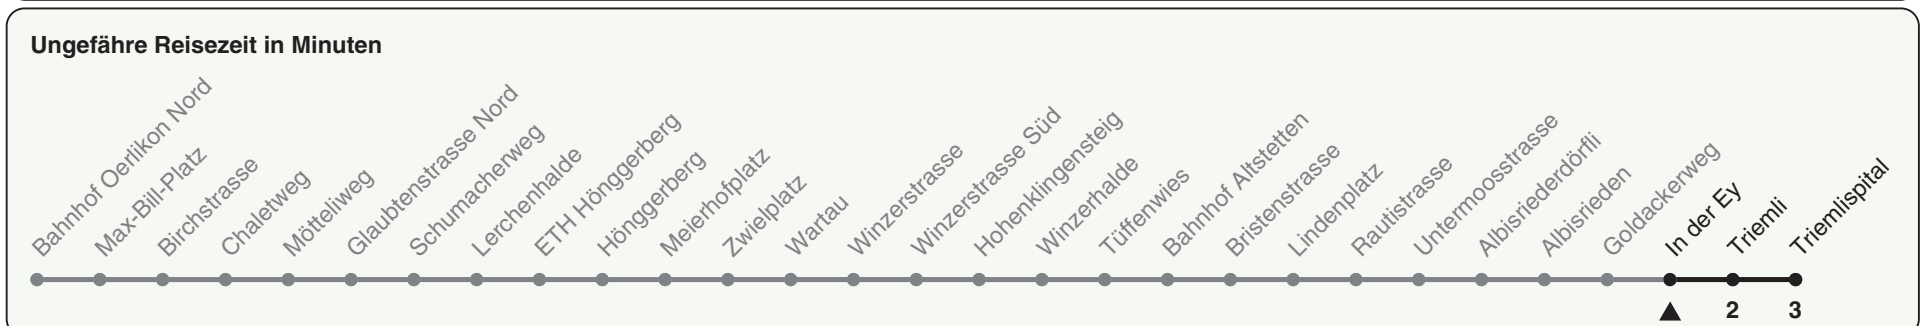 Ungefähre Reisezeit in Minuten
Bahnhof Oerlikon Nord
Max-Bill-Platz
Birchstrasse
Chaletweg
Mötteliweg
Glaubtenstrasse Nord
Schumacherweg
Lerchenhalde
ETH Hönggerberg
Hönggerberg
Meierhofplatz
Zwielplatz
Wartau
Winzerstrasse
Winzerstrasse Süd
Hohenklingensteig
Winzerhalde
Tüffenwies
Bahnhof Altstetten
Bristenstrasse
Lindenplatz
Rautistrasse
Untermoosstrasse
Albisriederdörfli
Albisrieden
Goldackerweg
In der Ey
Triemli
Triemlispital
2 3